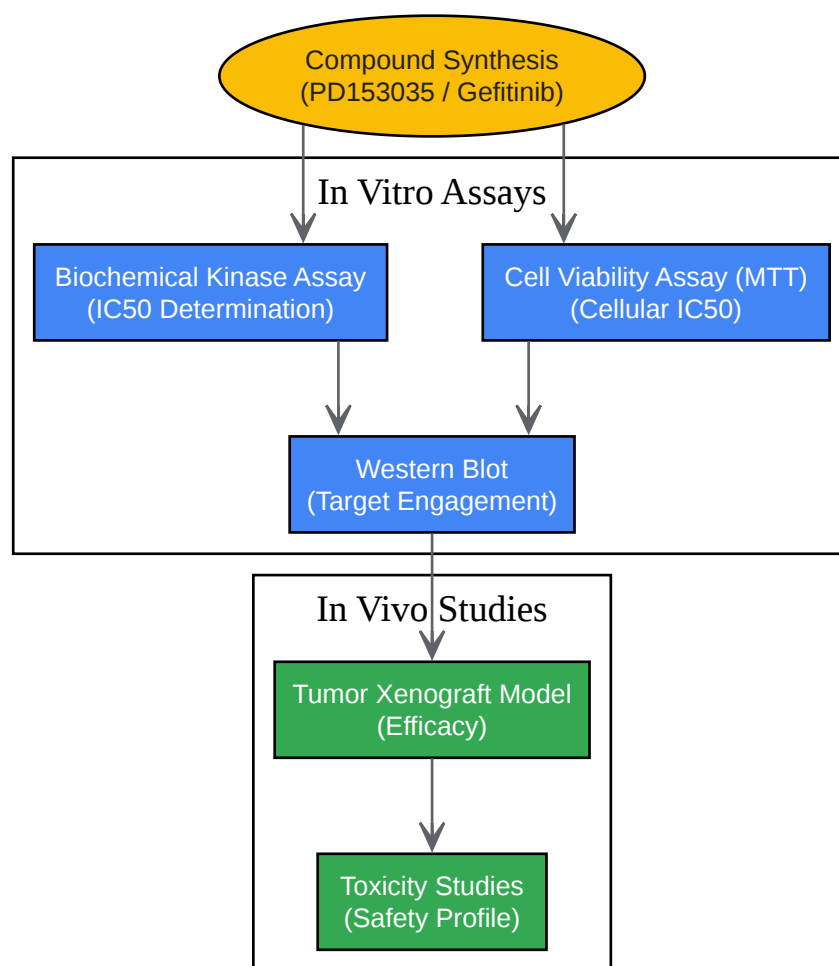 Compound Synthesis
(PD153035 / Gefitinib)
In Vitro Assays
Biochemical Kinase Assay
(IC50 Determination)
Cell Viability Assay (MTT)
(Cellular IC50)
Western Blot
(Target Engagement)
In Vivo Studies
Tumor Xenograft Model
(Efficacy)
Toxicity Studies
(Safety Profile)